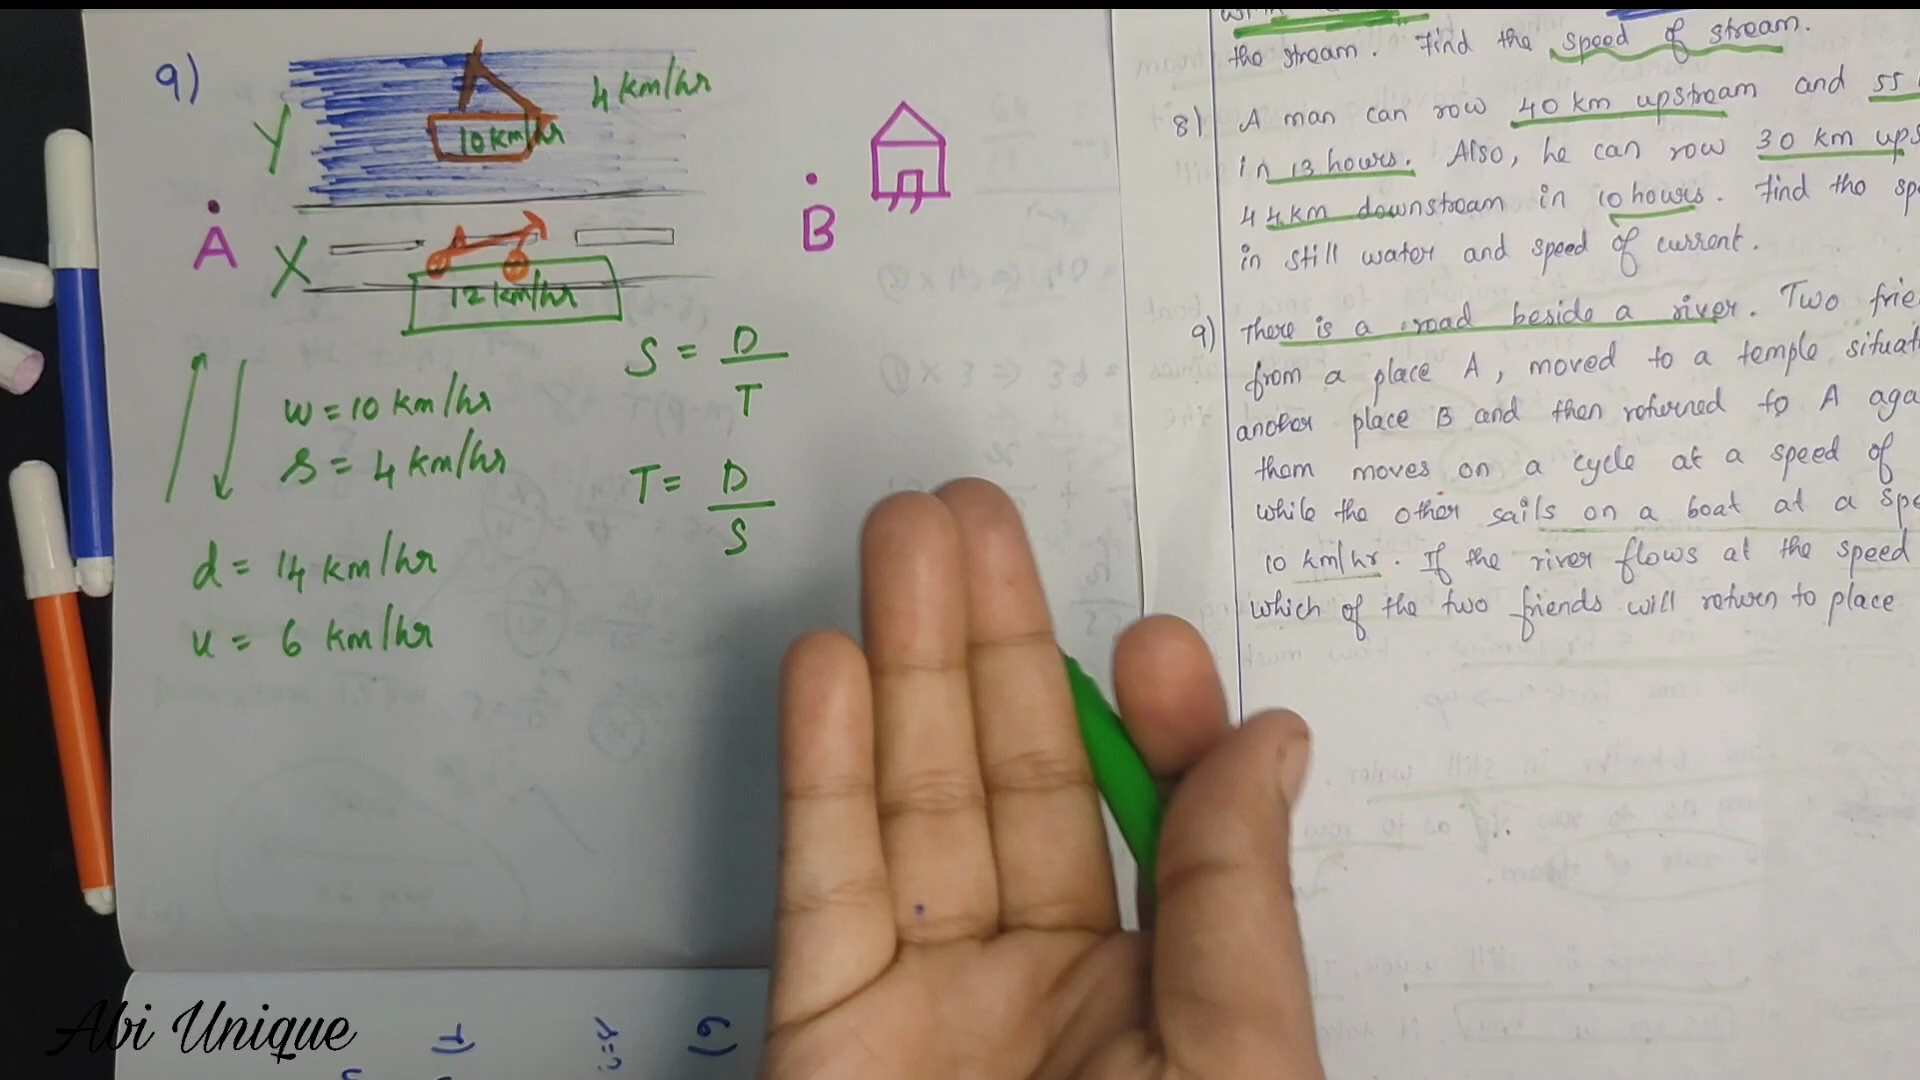 9)
Y
10 km/hr
4 km/hr
A
X
12 km/hr
B
S = D/T
w = 10 km/hr
s = 4 km/hr
T = D/S
d = 14 km/hr
u = 6 km/hr
the stream. Find the speed of stream.
8) A man can row 40 km upstream and 55
in 13 hours. Also, he can row 30 km ups
44 km downstream in 10 hours. Find the sp
in still water and speed of current.
9) There is a road beside a river. Two frie
from a place A, moved to a temple situat
another place B and then returned to A aga
them moves on a cycle at a speed of
while the other sails on a boat at a spe
10 km/hr. If the river flows at the speed
which of the two friends will return to place
Abi Unique